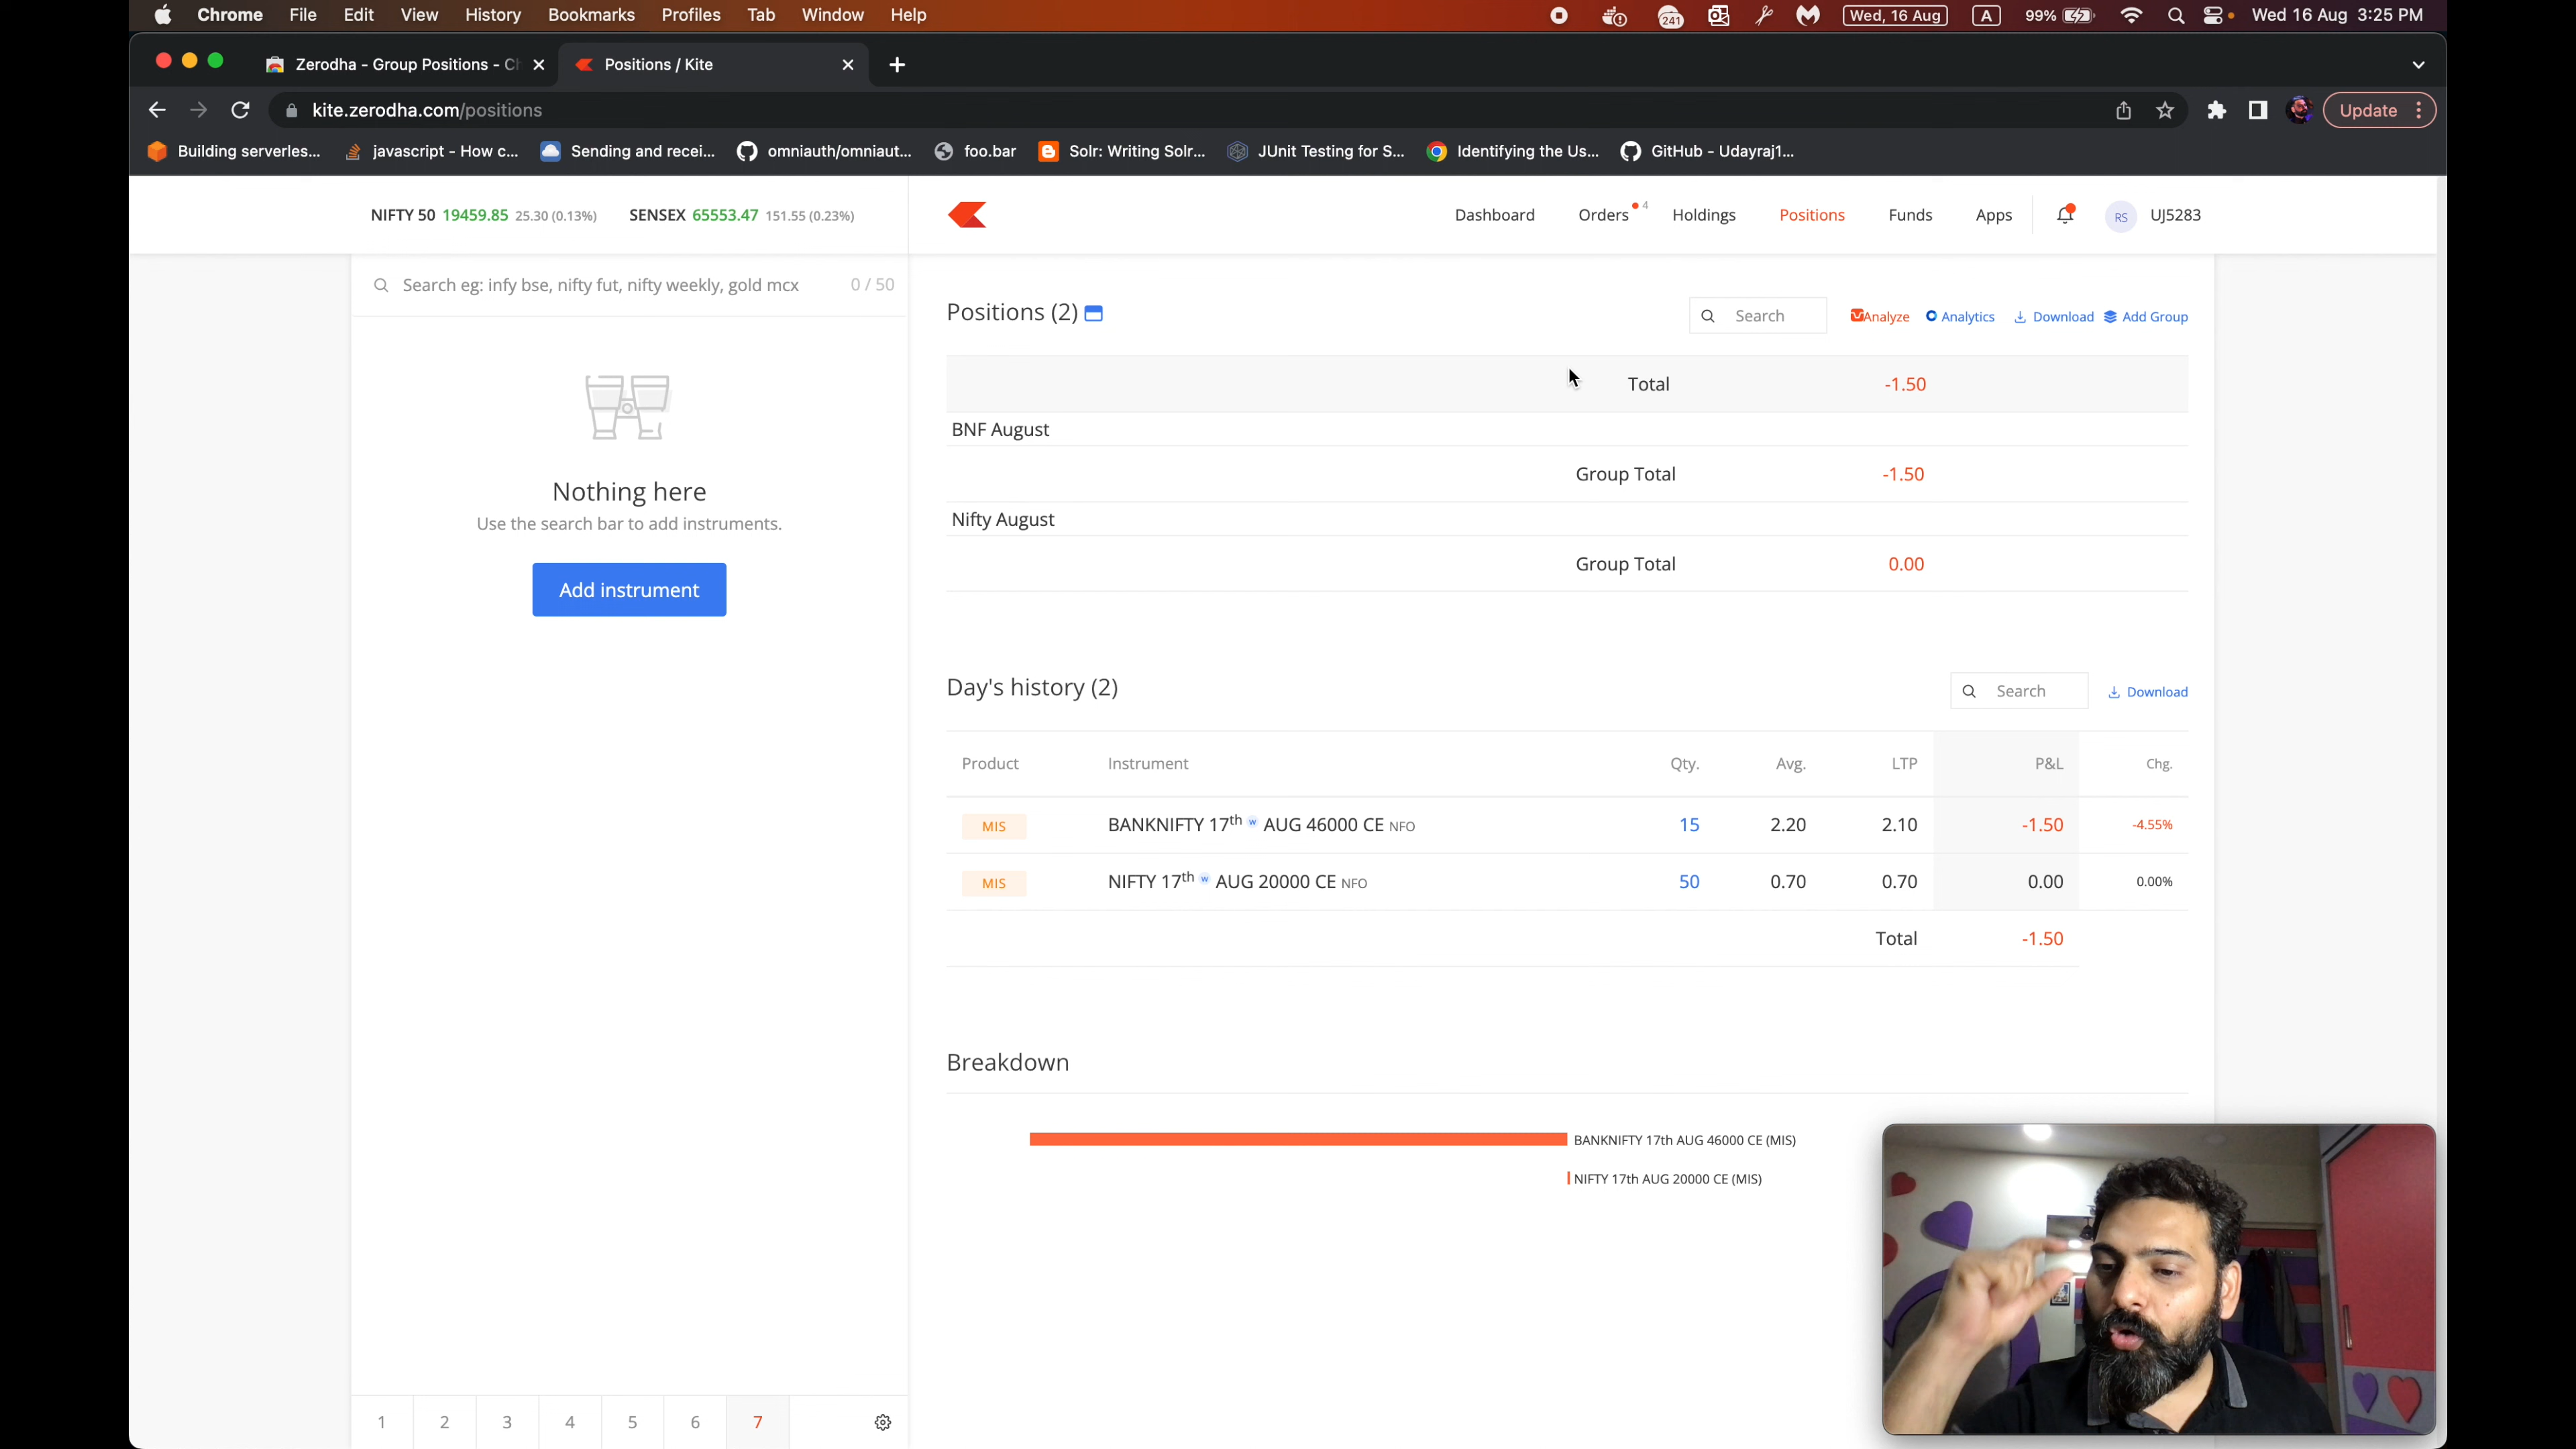 Chrome File Edit View History Bookmarks Profiles Tab Window Help 241 Wed, 16 Aug A 99% Wed 16 Aug 3:25 PM
Zerodha - Group Positions - Ch Positions / Kite
kite.zerodha.com/positions Update
Building serverles... javascript - How c... Sending and recei... omniauth/omniaut... foo.bar Solr: Writing Solr... JUnit Testing for S... Identifying the Us... GitHub - Udayraj1...
NIFTY 50 19459.85 25.30 (0.13%) SENSEX 65553.47 151.55 (0.23%) Dashboard Orders 4 Holdings Positions Funds Apps RS UJ5283
Search eg: infy bse, nifty fut, nifty weekly, gold mcx 0 / 50
Nothing here
Use the search bar to add instruments.
Add instrument
1 2 3 4 5 6 7
Positions (2) Search Analyze Analytics Download Add Group
Total -1.50
BNF August
Group Total -1.50
Nifty August
Group Total 0.00
Day's history (2) Search Download
Product Instrument Qty. Avg. LTP P&L Chg.
MIS BANKNIFTY 17th w AUG 46000 CE NFO 15 2.20 2.10 -1.50 -4.55%
MIS NIFTY 17th w AUG 20000 CE NFO 50 0.70 0.70 0.00 0.00%
Total -1.50
Breakdown
BANKNIFTY 17th AUG 46000 CE (MIS)
NIFTY 17th AUG 20000 CE (MIS)